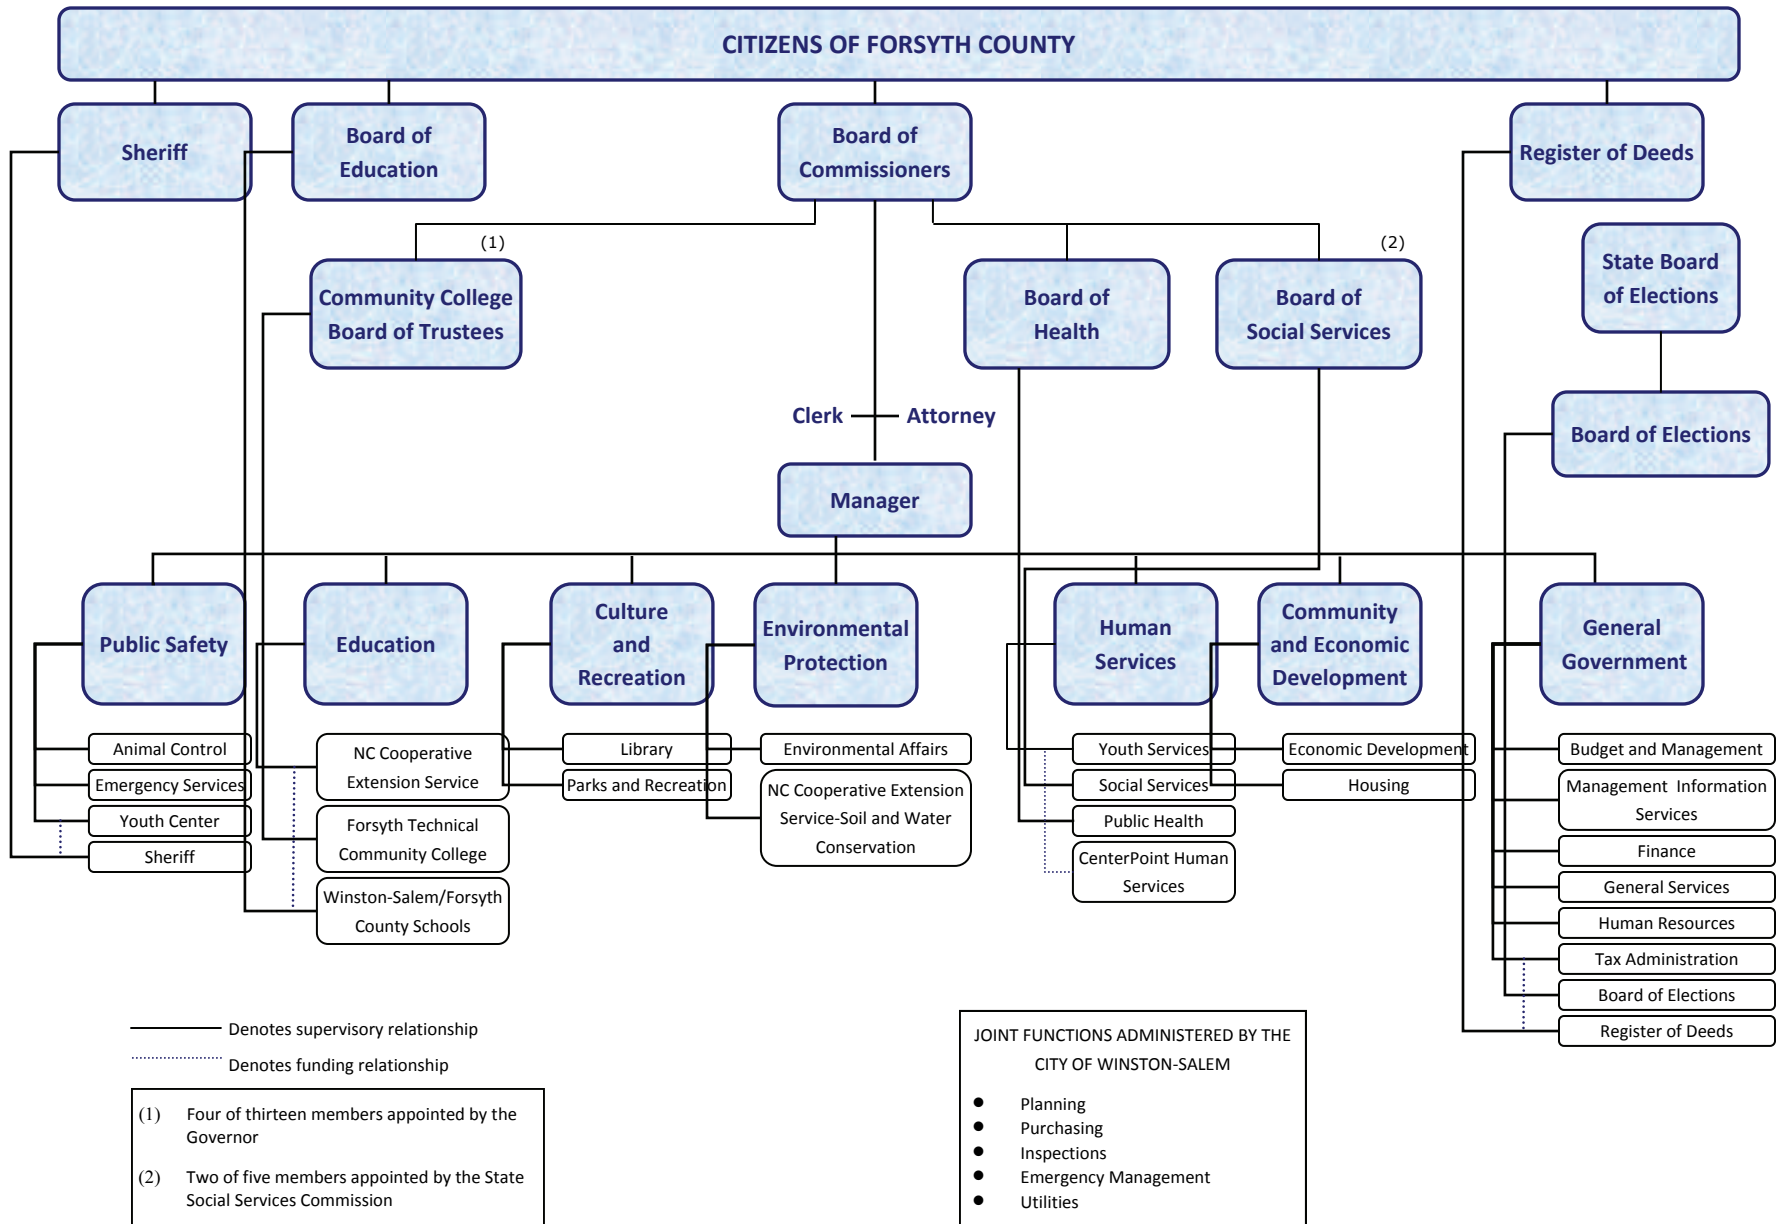 CITIZENS OF FORSYTH COUNTY
Sheriff
Board of
Education
Board of
Commissioners
Register of Deeds
(1)
(2)
Community College
Board of Trustees
Board of
Health
Board of
Social Services
State Board
of Elections
Clerk
Attorney
Board of Elections
Manager
Public Safety
Education
Culture
and
Recreation
Environmental
Protection
Human
Services
Community
and Economic
Development
General
Government
Animal Control
Emergency Services
Youth Center
Sheriff
NC Cooperative
Extension Service
Forsyth Technical
Community College
Winston-Salem/Forsyth
County Schools
Library
Parks and Recreation
Environmental Affairs
NC Cooperative Extension
Service-Soil and Water
Conservation
Youth Services
Social Services
Public Health
CenterPoint Human
Services
Economic Development
Housing
Budget and Management
Management Information
Services
Finance
General Services
Human Resources
Tax Administration
Board of Elections
Register of Deeds
Denotes supervisory relationship
Denotes funding relationship
(1) Four of thirteen members appointed by the
Governor
(2) Two of five members appointed by the State
Social Services Commission
JOINT FUNCTIONS ADMINISTERED BY THE
CITY OF WINSTON-SALEM
● Planning
● Purchasing
● Inspections
● Emergency Management
● Utilities